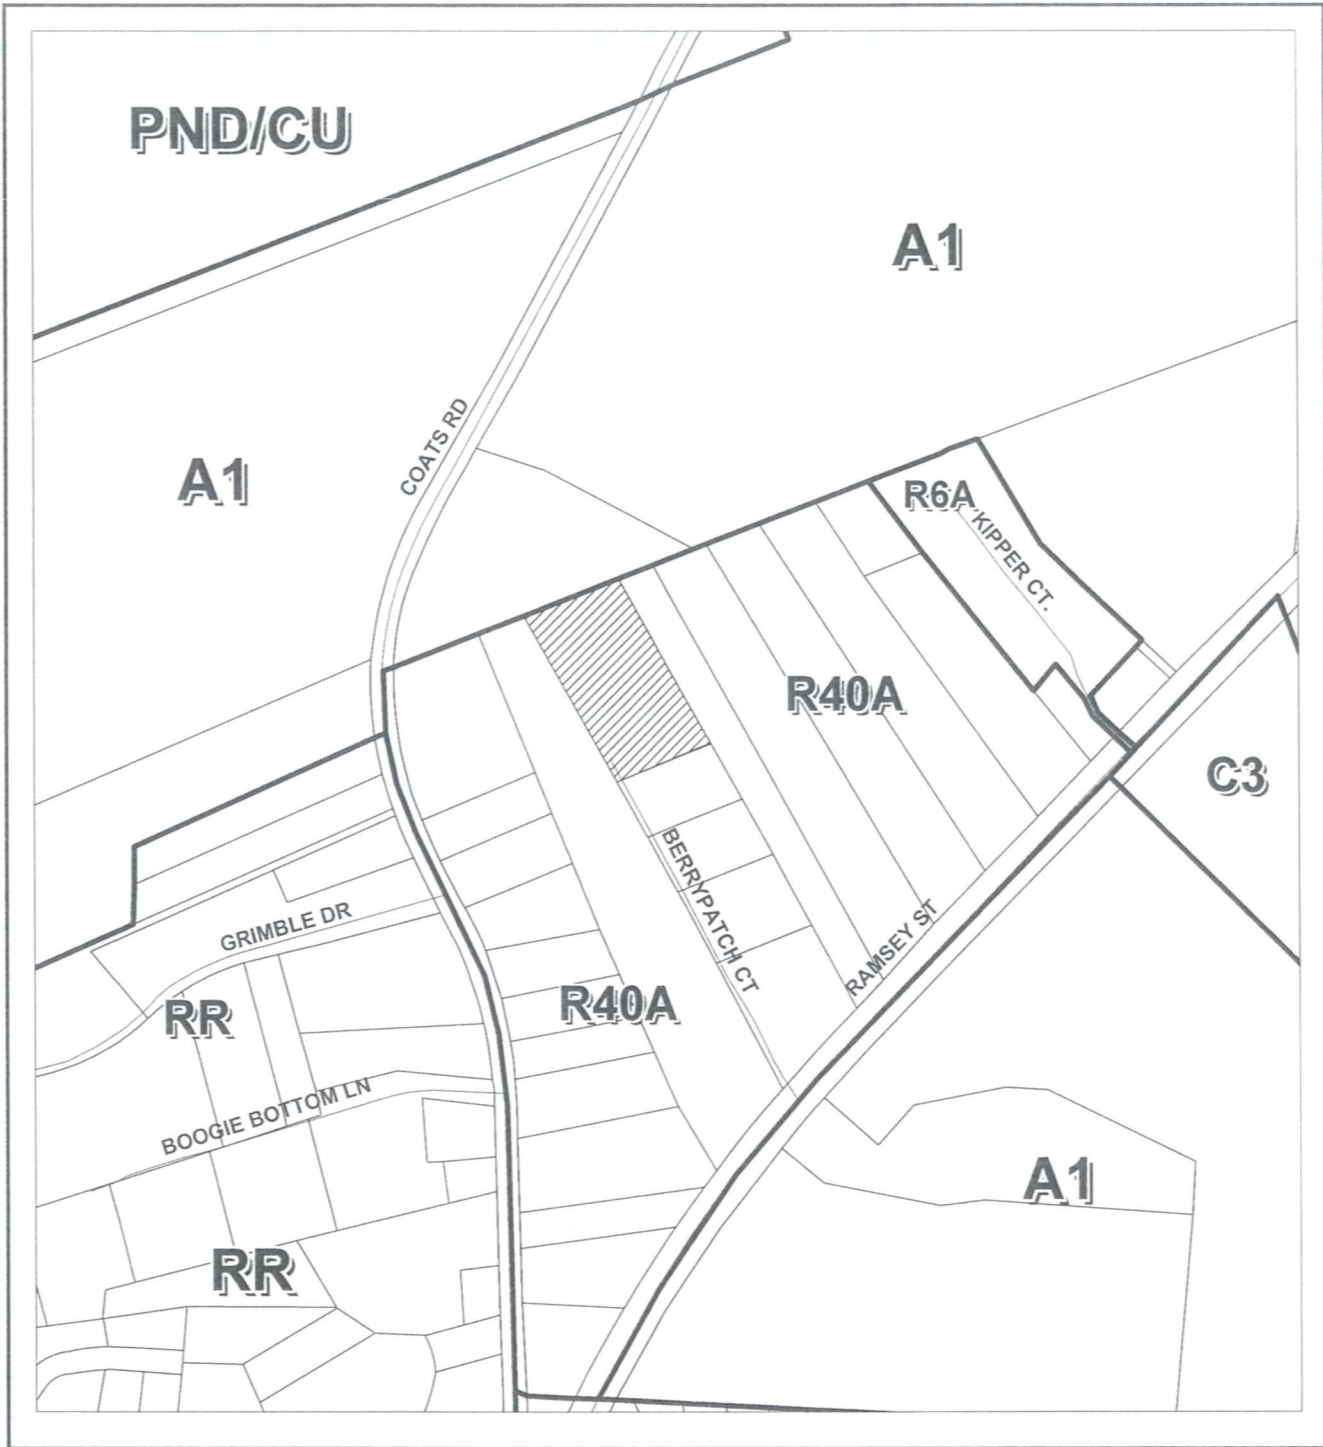 PND/CU
A1
COATS RD
A1
R6A
KIPPER CT.
R40A
C3
BERRYPATCH CT
GRIMBLE DR
RAMSEY ST
RR
R40A
BOOGIE BOTTOM LN
A1
RR